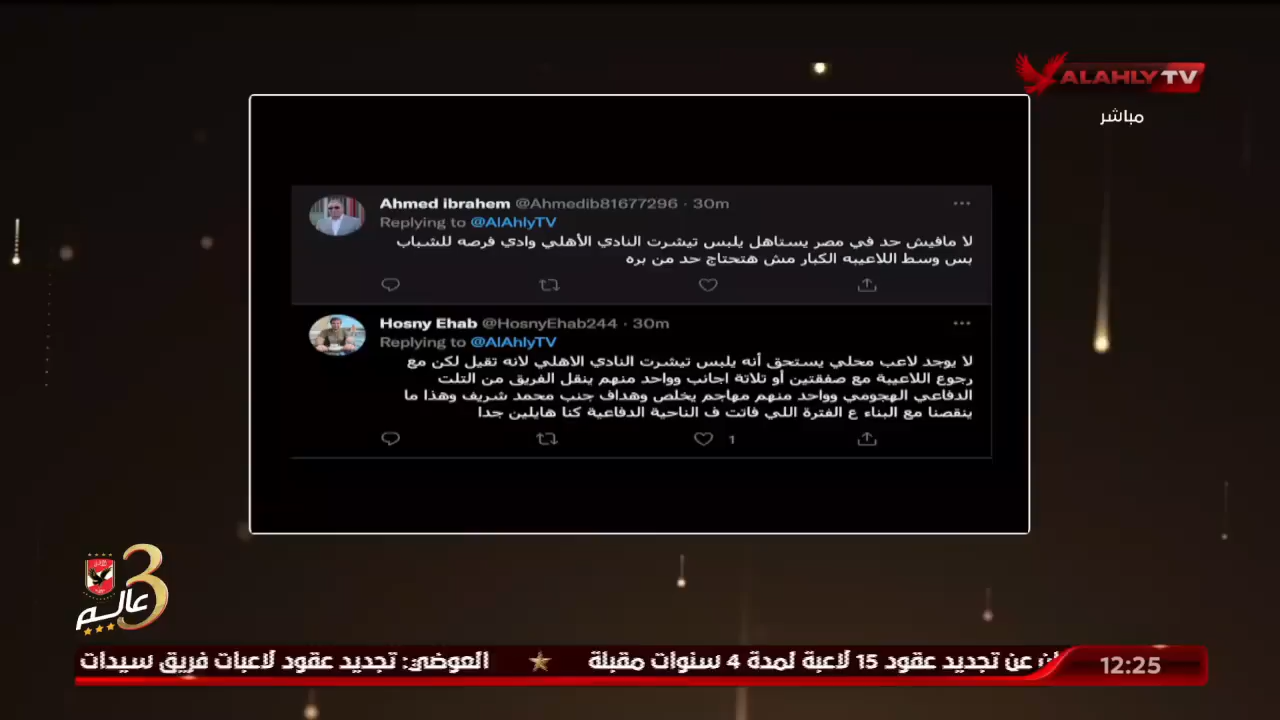 ALAHLY TV
مباشر
Ahmed ibrahem @Ahmedib81677296 · 30m
Replying to @AlAhlyTV
لا مافيش حد في مصر يستاهل يلبس تيشرت النادي الأهلي وادي فرصه للشباب
بس وسط اللاعيبه الكبار مش هتحتاج حد من بره
Hosny Ehab @HosnyEhab244 · 30m
Replying to @AlAhlyTV
لا يوجد لاعب محلي يستحق أنه يلبس تيشرت النادي الاهلي لانه تقيل لكن مع
رجوع اللاعيبة مع صفقتين أو تلاتة اجانب وواحد منهم ينقل الفريق من التلت
الدفاعي الهجومي وواحد منهم مهاجم يخلص وهداف جنب محمد شريف وهذا ما
ينقصنا مع البناء ع الفترة اللي فاتت ف الناحية الدفاعية كنا هايلين جدا
1
3
عالم
ن عن تجديد عقود 15 لاعبة لمدة 4 سنوات مقبلة ★ العوضي: تجديد عقود لاعبات فريق سيدات
12:25